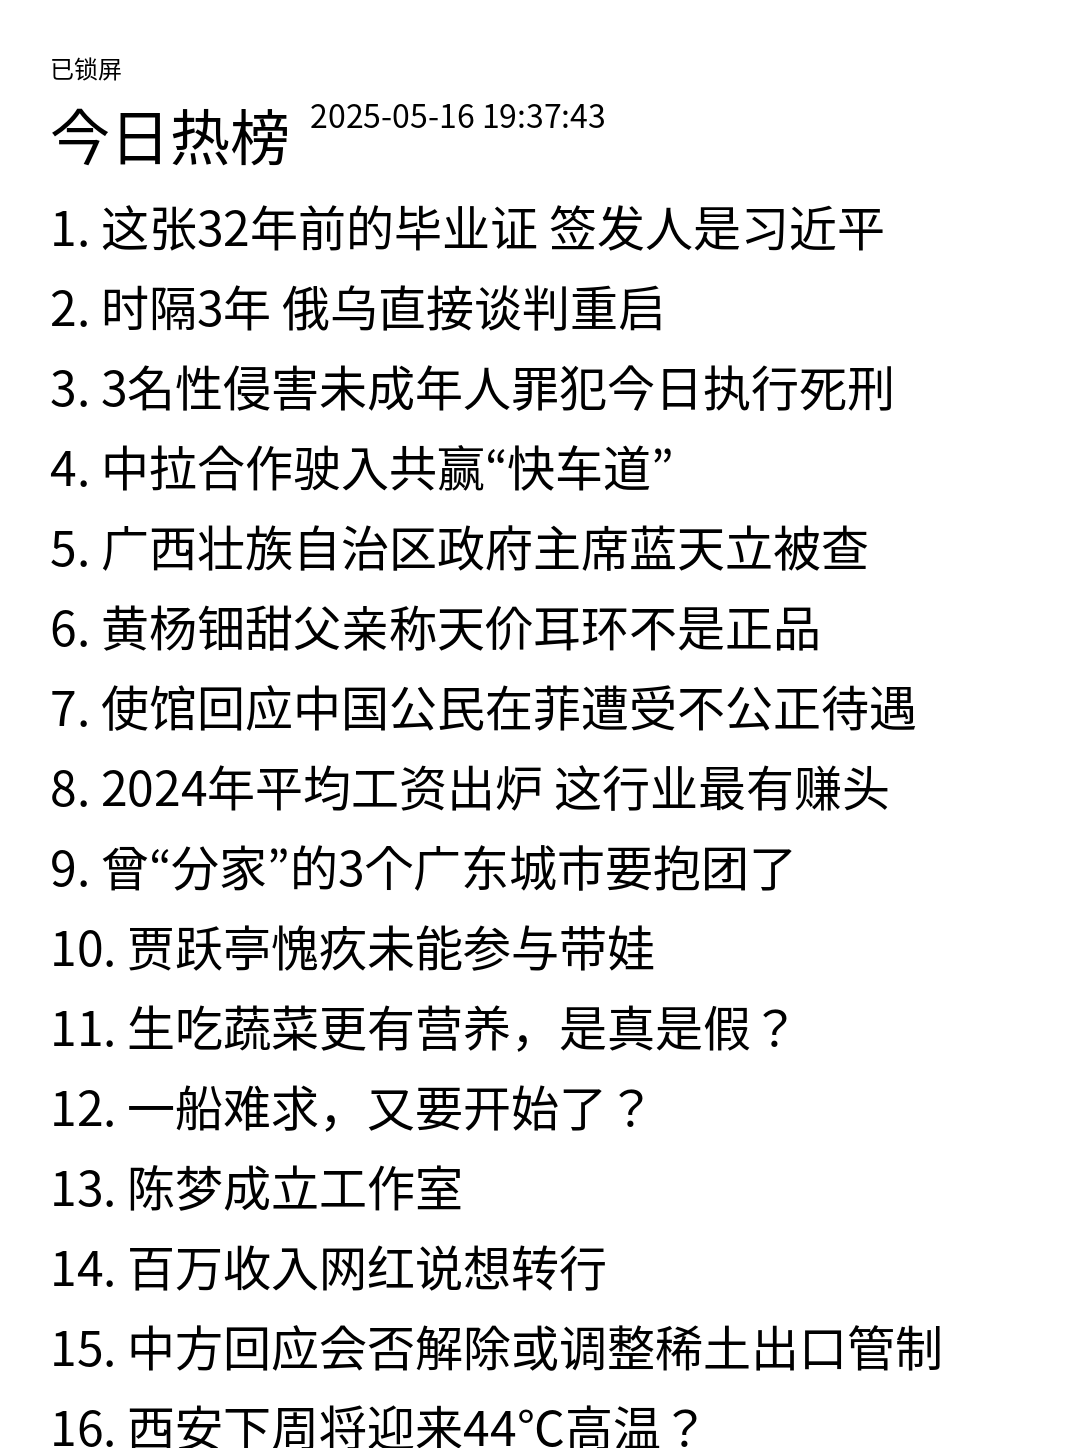 已锁屏
今日热榜 2025-05-16 19:37:43
1. 这张32年前的毕业证 签发人是习近平
2. 时隔3年 俄乌直接谈判重启
3. 3名性侵害未成年人罪犯今日执行死刑
4. 中拉合作驶入共赢“快车道”
5. 广西壮族自治区政府主席蓝天立被查
6. 黄杨钿甜父亲称天价耳环不是正品
7. 使馆回应中国公民在菲遭受不公正待遇
8. 2024年平均工资出炉 这行业最有赚头
9. 曾“分家”的3个广东城市要抱团了
10. 贾跃亭愧疚未能参与带娃
11. 生吃蔬菜更有营养，是真是假？
12. 一船难求，又要开始了？
13. 陈梦成立工作室
14. 百万收入网红说想转行
15. 中方回应会否解除或调整稀土出口管制
16. 西安下周将迎来44℃高温？